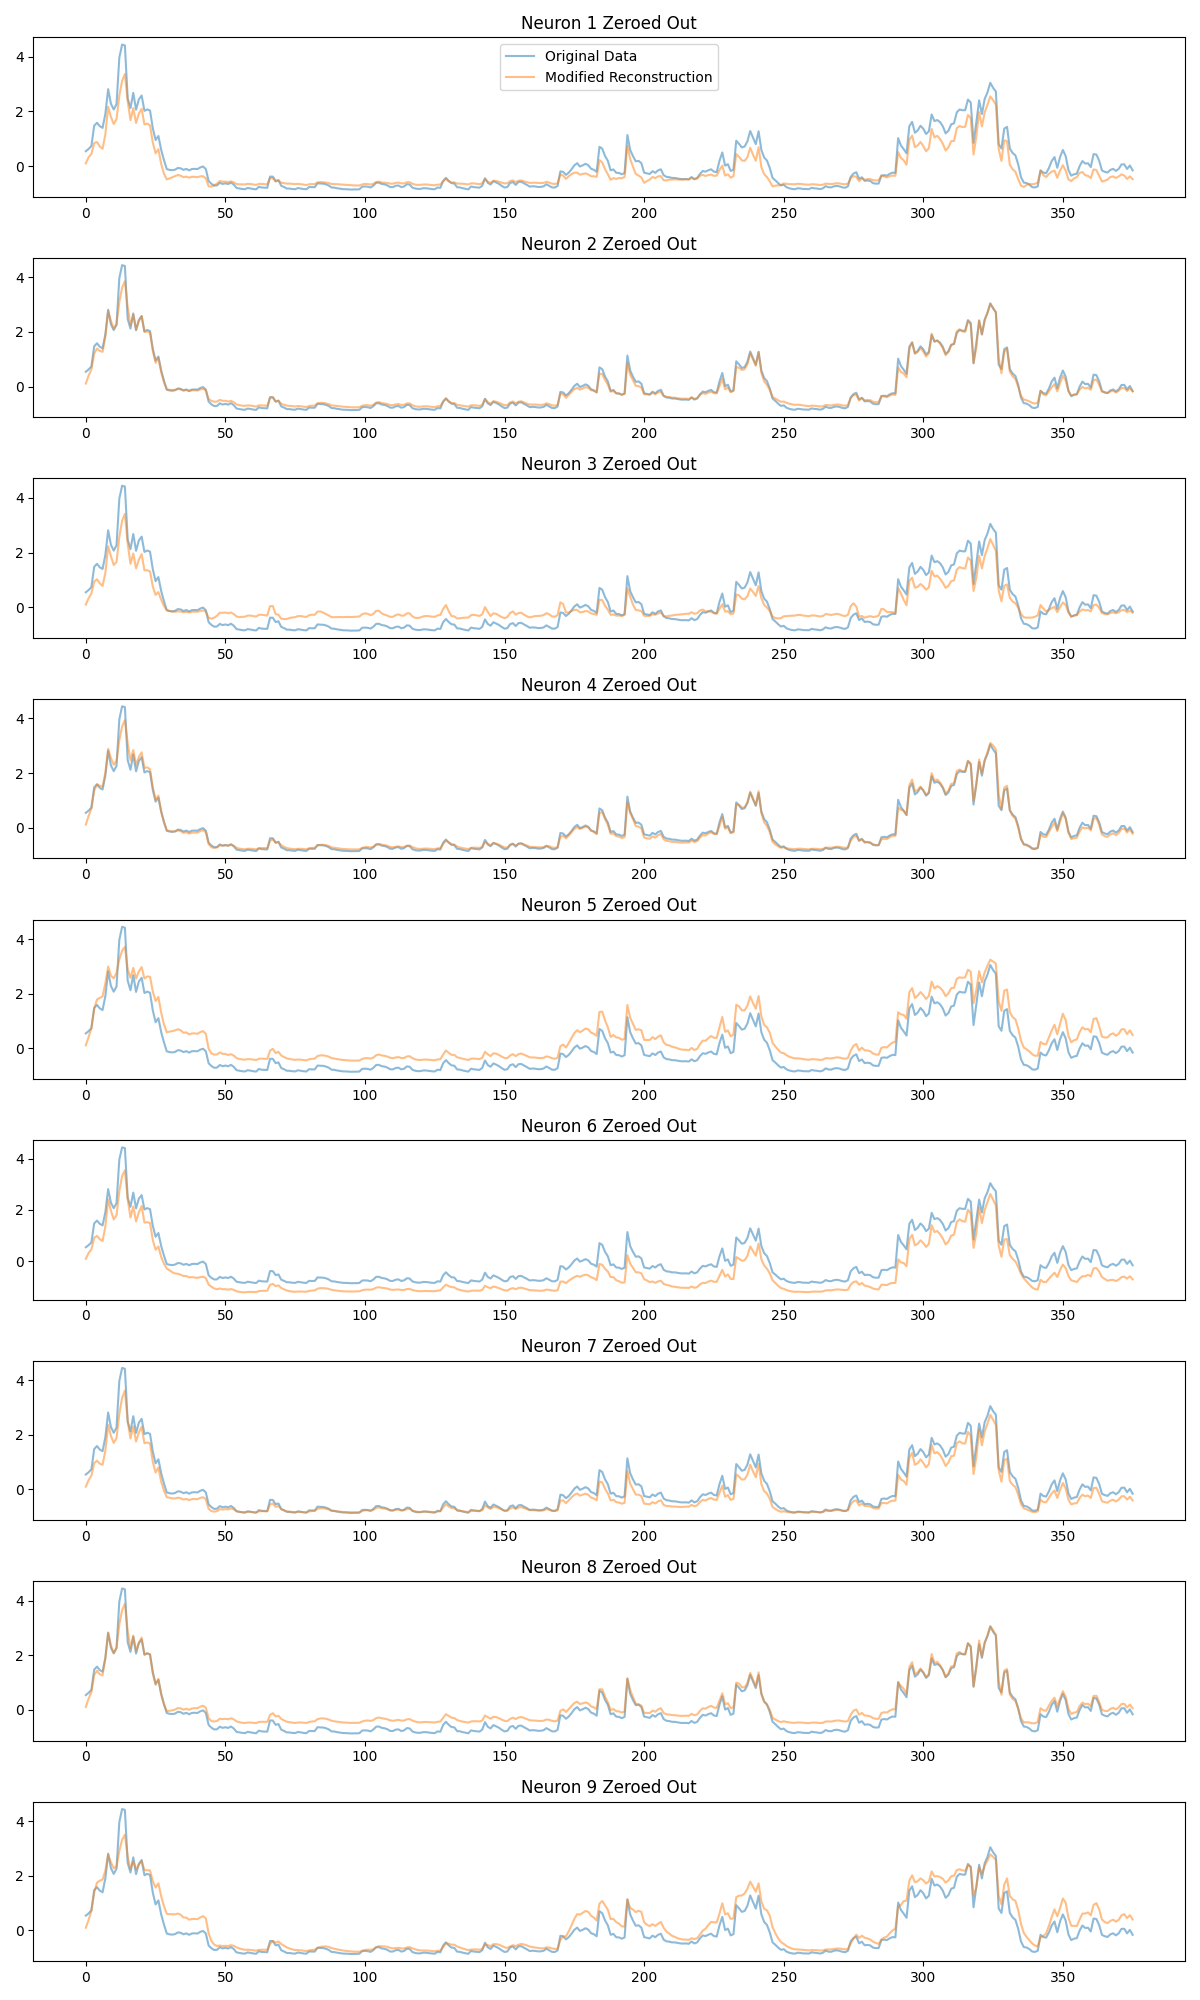 Neuron 1 Zeroed Out
Original Data
Modified Reconstruction
4
2
0
0 50 100 150 200 250 300 350
Neuron 2 Zeroed Out
4
2
0
0 50 100 150 200 250 300 350
Neuron 3 Zeroed Out
4
2
0
0 50 100 150 200 250 300 350
Neuron 4 Zeroed Out
4
2
0
0 50 100 150 200 250 300 350
Neuron 5 Zeroed Out
4
2
0
0 50 100 150 200 250 300 350
Neuron 6 Zeroed Out
4
2
0
0 50 100 150 200 250 300 350
Neuron 7 Zeroed Out
4
2
0
0 50 100 150 200 250 300 350
Neuron 8 Zeroed Out
4
2
0
0 50 100 150 200 250 300 350
Neuron 9 Zeroed Out
4
2
0
0 50 100 150 200 250 300 350